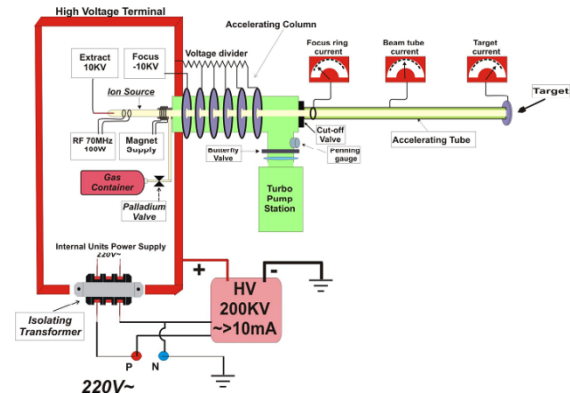 High Voltage Terminal
Accelerating Column
Extract
10KV
Focus
-10KV
Voltage divider
Focus ring
current
Beam tube
current
Target
current
Ion Source
Target
RF 70MHz
100W
Magnet
Supply
Cut-off
Valve
Accelerating Tube
Butterfly
Valve
Penning
gauge
Gas
Container
Palladium
Valve
Turbo
Pump
Station
Internal Units Power Supply
220V~
+
-
HV
200KV
~>10mA
Isolating
Transformer
P
N
220V~